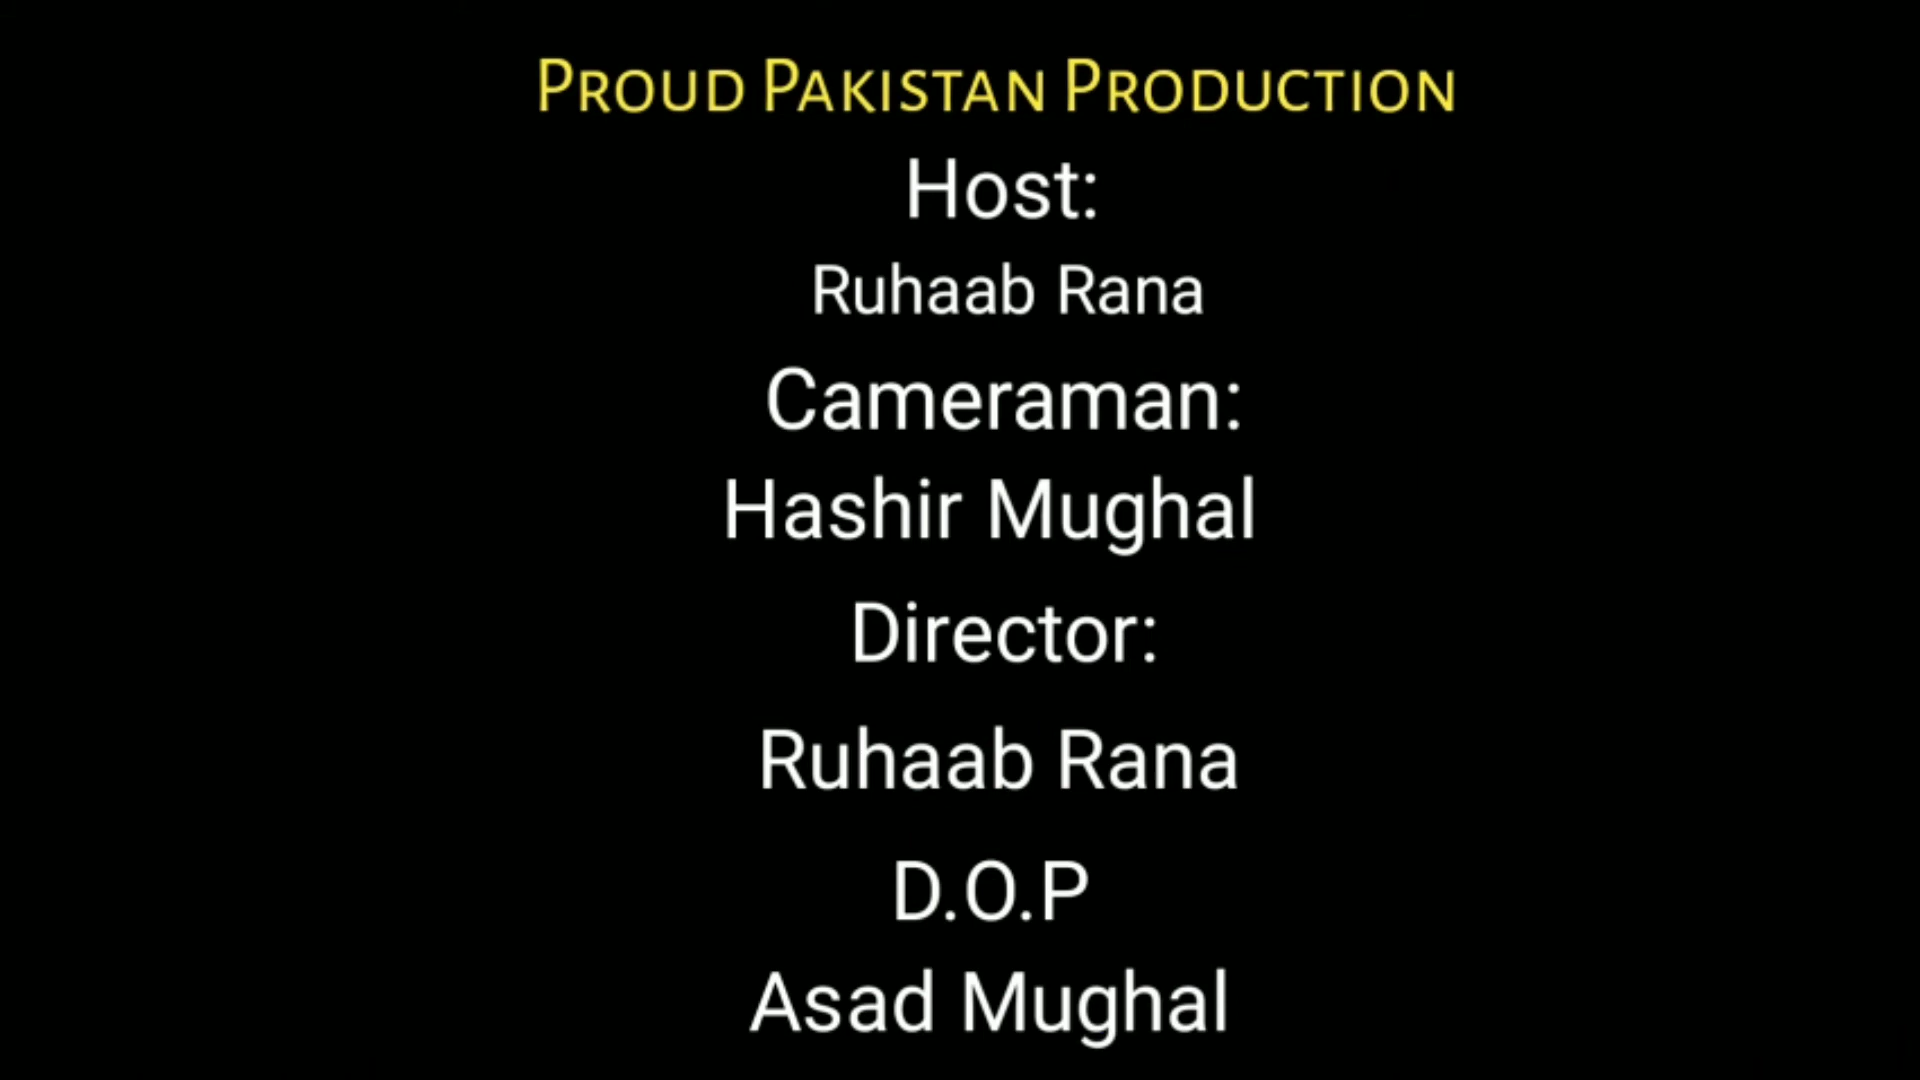 Proud Pakistan Production
Host:
Ruhaab Rana
Cameraman:
Hashir Mughal
Director:
Ruhaab Rana
D.O.P
Asad Mughal